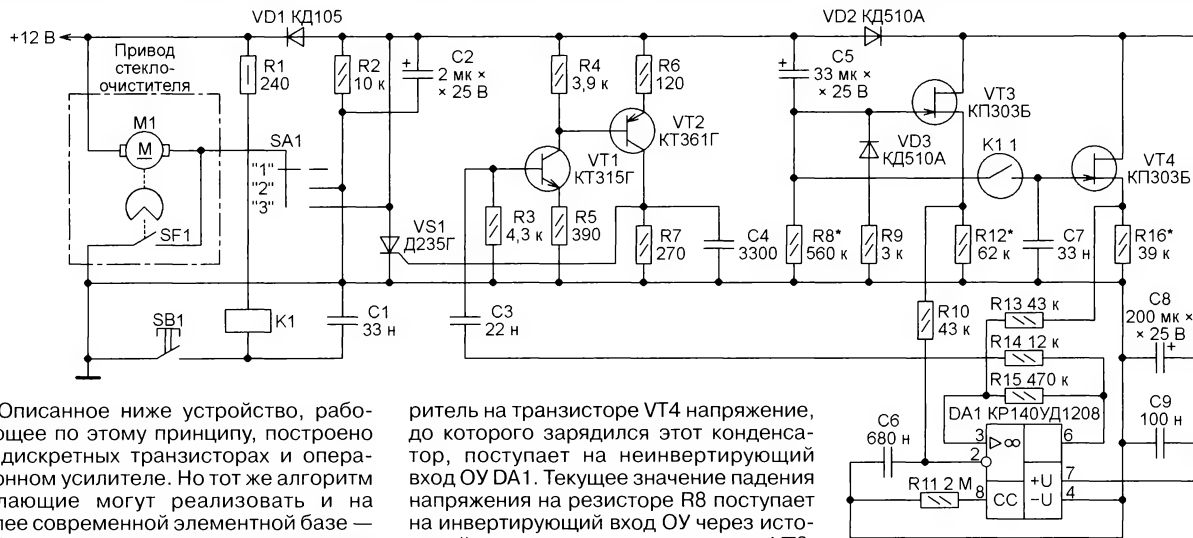 +12 В
VD1 КД105
VD2 КД510А
Привод
стекло-
очистителя
M1
М
SF1
R1
240
R2
10 к
C2
2 мк ×
× 25 В
SA1
"1"
"2"
"3"
VS1
Д235Г
R4
3,9 к
R6
120
VT2
КТ361Г
VT1
КТ315Г
R3
4,3 к
R5
390
R7
270
C4
3300
C5
33 мк ×
× 25 В
VT3
КП303Б
VD3
КД510А
K1 1
VT4
КП303Б
R8*
560 к
R9
3 к
R12*
62 к
C7
33 н
R16*
39 к
SB1
K1
C1
33 н
C3
22 н
R10
43 к
R13 43 к
R14 12 к
R15 470 к
C8
200 мк ×
× 25 В
+
C9
100 н
DA1 КР140УД1208
C6
680 н
R11 2 М
3
2
8
▷∞
СС
+U
−U
6
7
4
Описанное ниже устройство, рабо-
ющее по этому принципу, построено
дискретных транзисторах и опера-
онном усилителе. Но тот же алгоритм
лающие могут реализовать и на
лее современной элементной базе —
ритель на транзисторе VT4 напряжение,
до которого зарядился этот конденса-
тор, поступает на неинвертирующий
вход ОУ DA1. Текущее значение падения
напряжения на резисторе R8 поступает
на инвертирующий вход ОУ через исто-